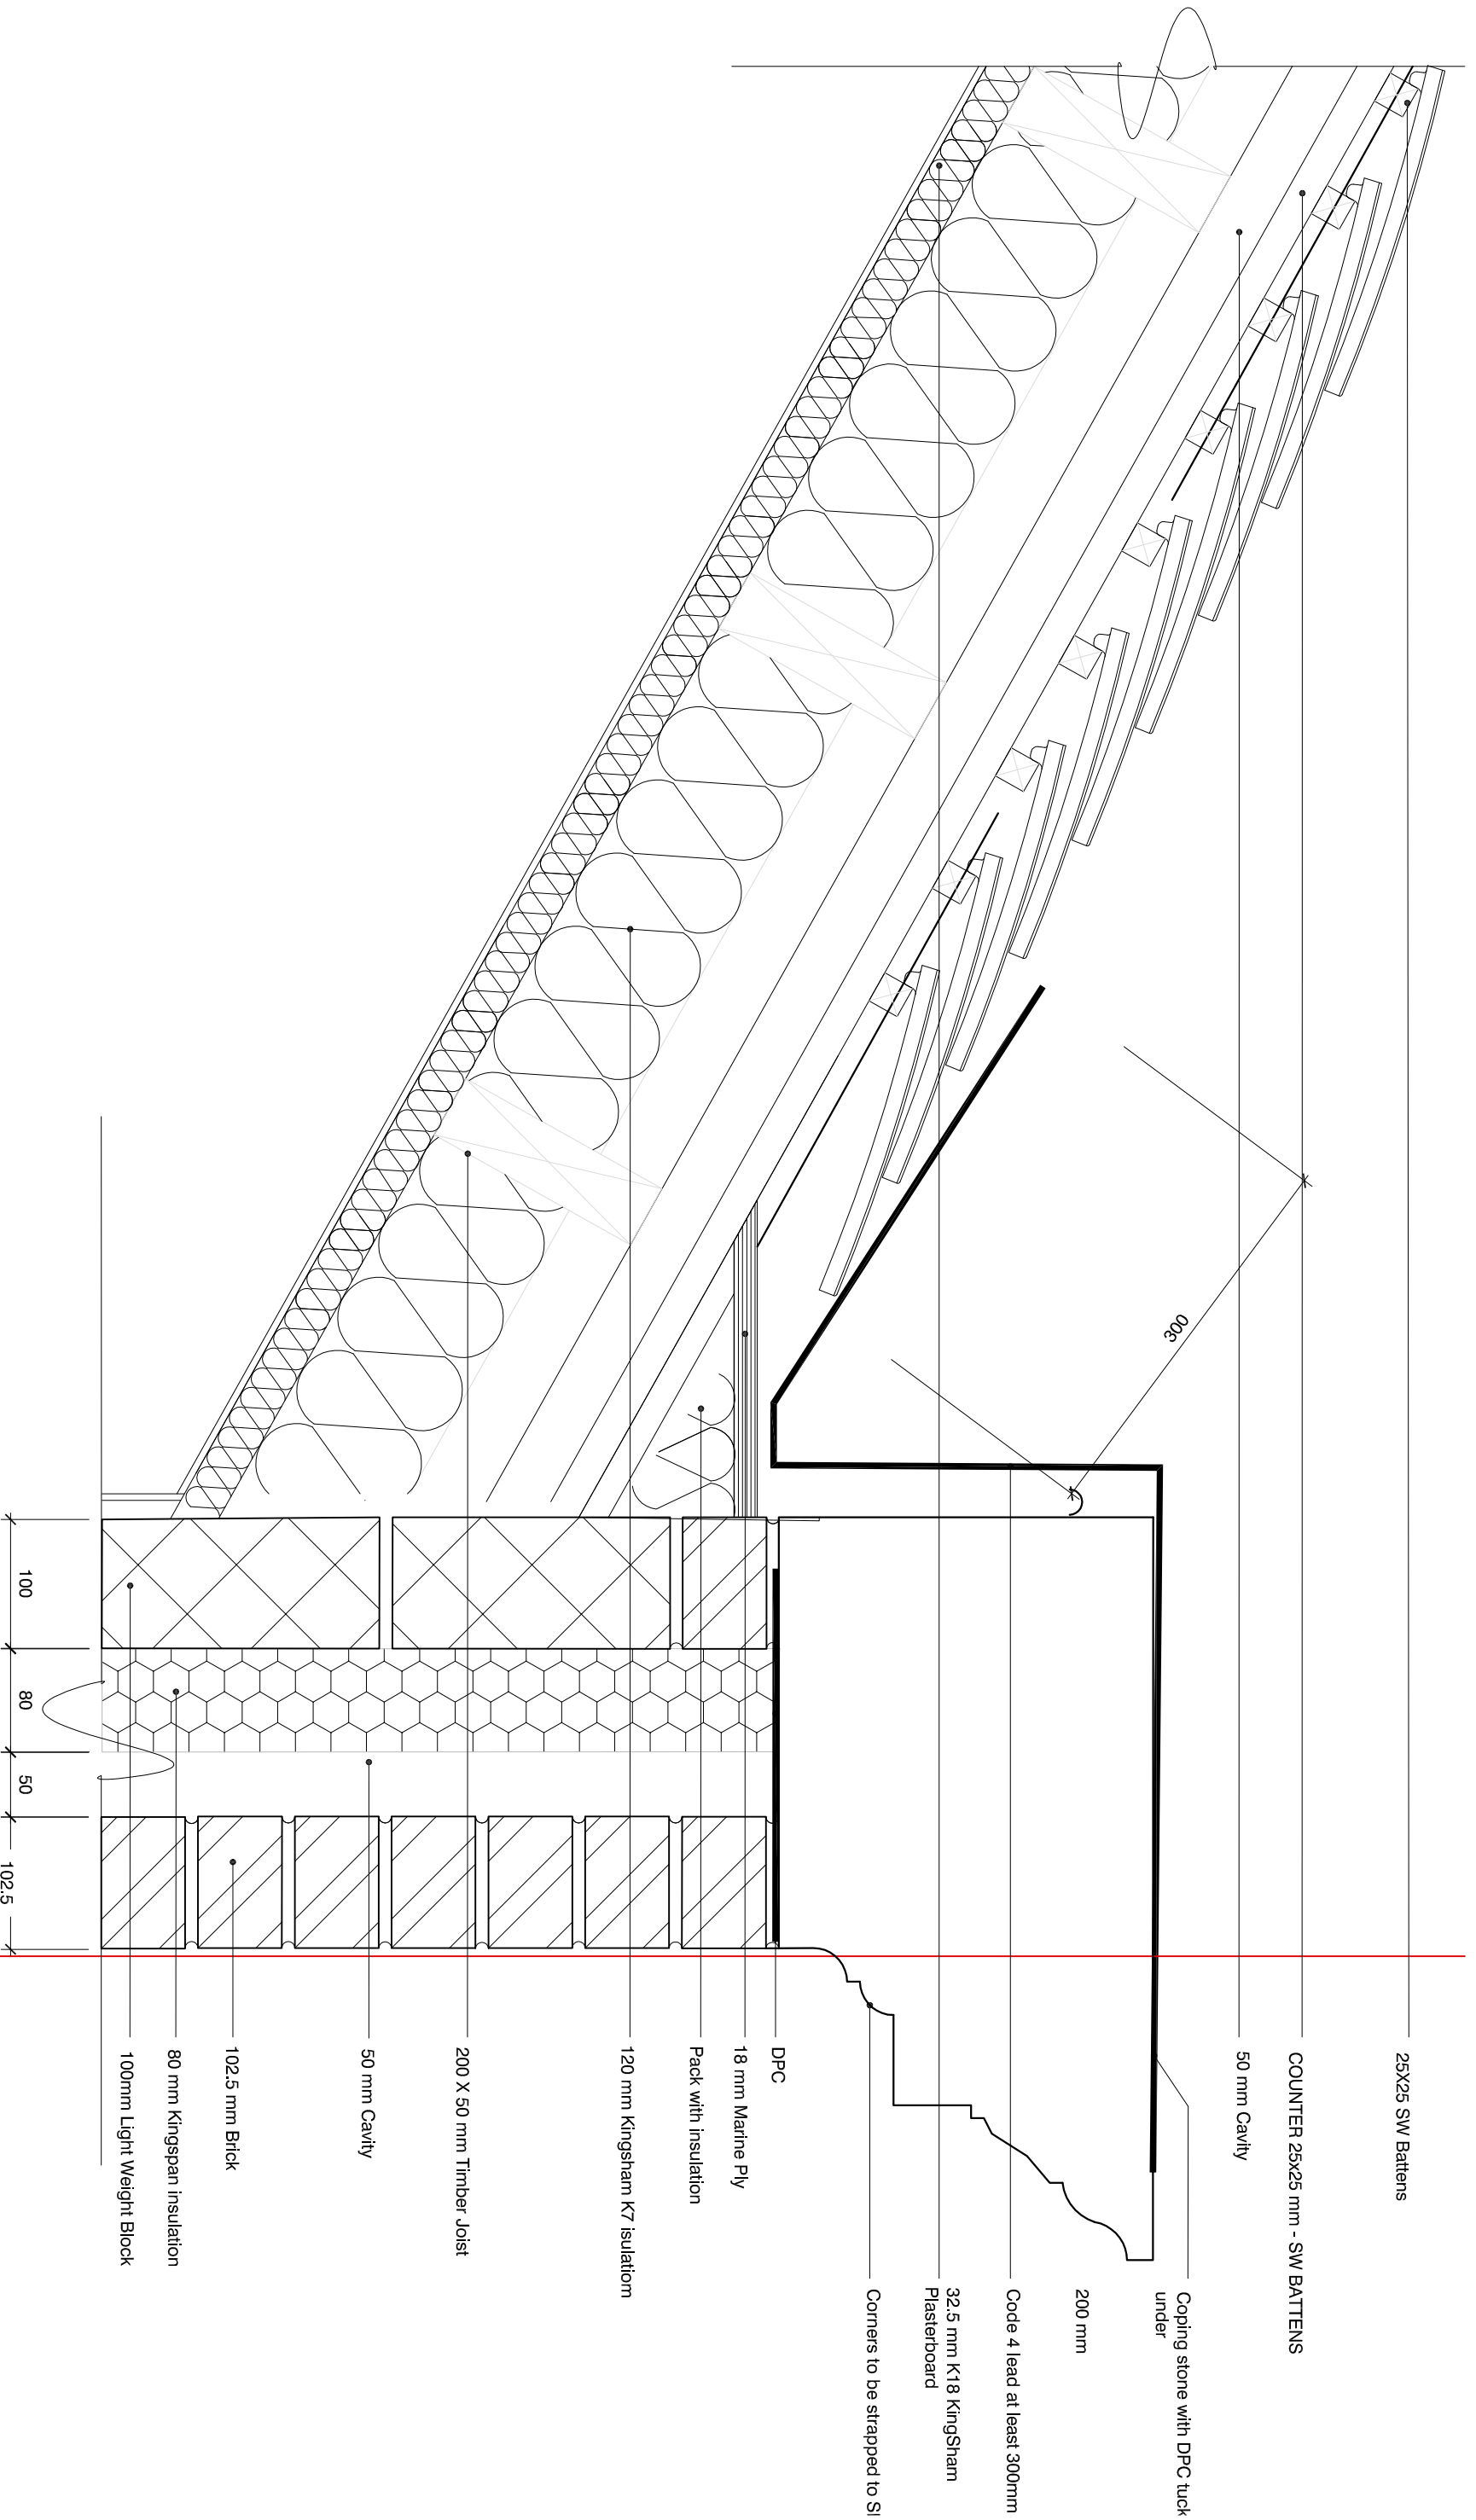 25X25 SW Battens
COUNTER 25x25 mm - SW BATTENS
50 mm Cavity
Coping stone with DPC tuck
under
200 mm
Code 4 lead at least 300mm
32.5 mm K18 KingSham
Plasterboard
Corners to be strapped to
DPC
18 mm Marine Ply
Pack with insulation
120 mm Kingsham K7 isulatiom
200 X 50 mm Timber Joist
50 mm Cavity
102.5 mm Brick
80 mm Kingspan insulation
100mm Light Weight Block
300
100
80
50
102.5